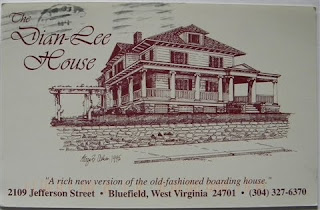 The
Dian-Lee
House
"A rich new version of the old-fashioned boarding house."
2109 Jefferson Street • Bluefield, West Virginia 24701 • (304) 327-6370